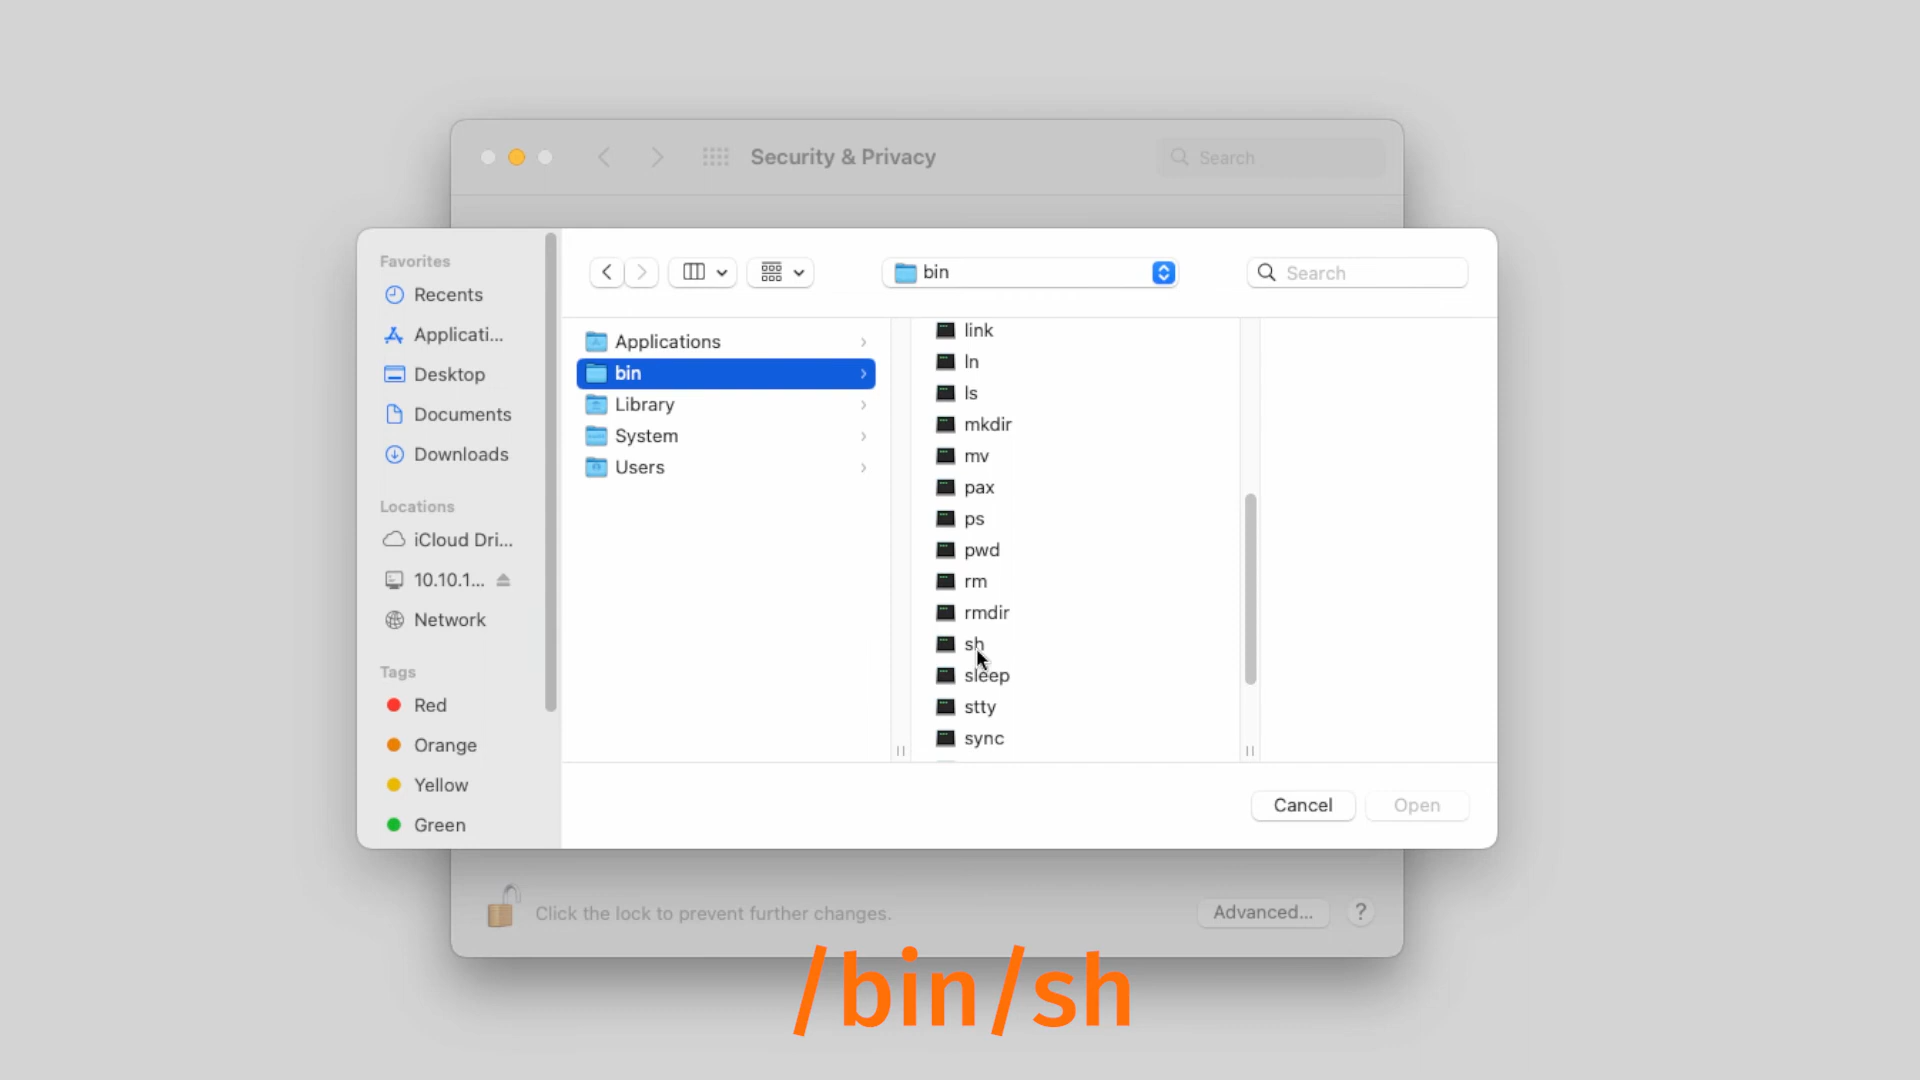 Security & Privacy
Search
Favorites
Recents
Applicati...
Desktop
Documents
Downloads
Locations
iCloud Dri...
10.10.1...
Network
Tags
Red
Orange
Yellow
Green
bin
Search
Applications
bin
Library
System
Users
link
ln
ls
mkdir
mv
pax
ps
pwd
rm
rmdir
sh
sleep
stty
sync
Cancel
Open
Click the lock to prevent further changes.
Advanced...
?
/bin/sh